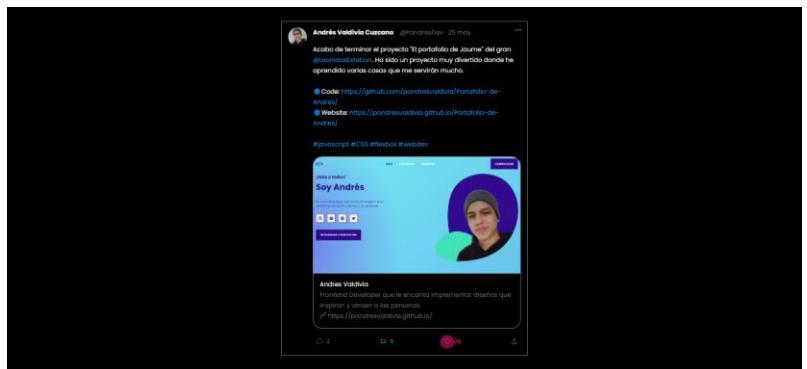 Andrés Valdivia Cuzcano @PandresDev · 25 may. ...
Acabo de terminar el proyecto "El portafolio de Jaume" del gran
@LeonidasEsteban. Ha sido un proyecto muy divertido donde he
aprendido varias cosas que me servirán mucho.
Code: https://github.com/pandresvaldivia/Portafolio-de-
Andres/
Website: https://pandresvaldivia.github.io/Portafolio-de-
Andres/
#javascript #CSS #flexbox #webdev
¡Hola a todos!
Soy Andrés
Andres Valdivia
Frontend Developer que le encanta implementar diseños que
inspiran y atraen a las personas.
https://pandresvaldivia.github.io/
2 5 29